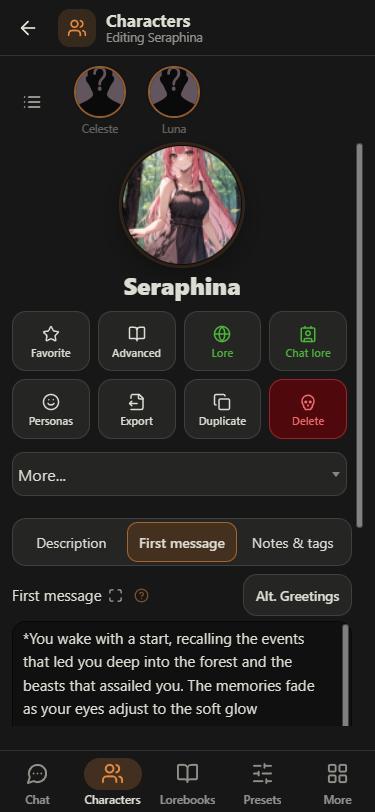 Characters
Editing Seraphina
Celeste
Luna
Seraphina
Favorite
Advanced
Lore
Chat lore
Personas
Export
Duplicate
Delete
More...
Description
First message
Notes & tags
First message
Alt. Greetings
*You wake with a start, recalling the events
that led you deep into the forest and the
beasts that assailed you. The memories fade
as your eyes adjust to the soft glow
Chat
Characters
Lorebooks
Presets
More